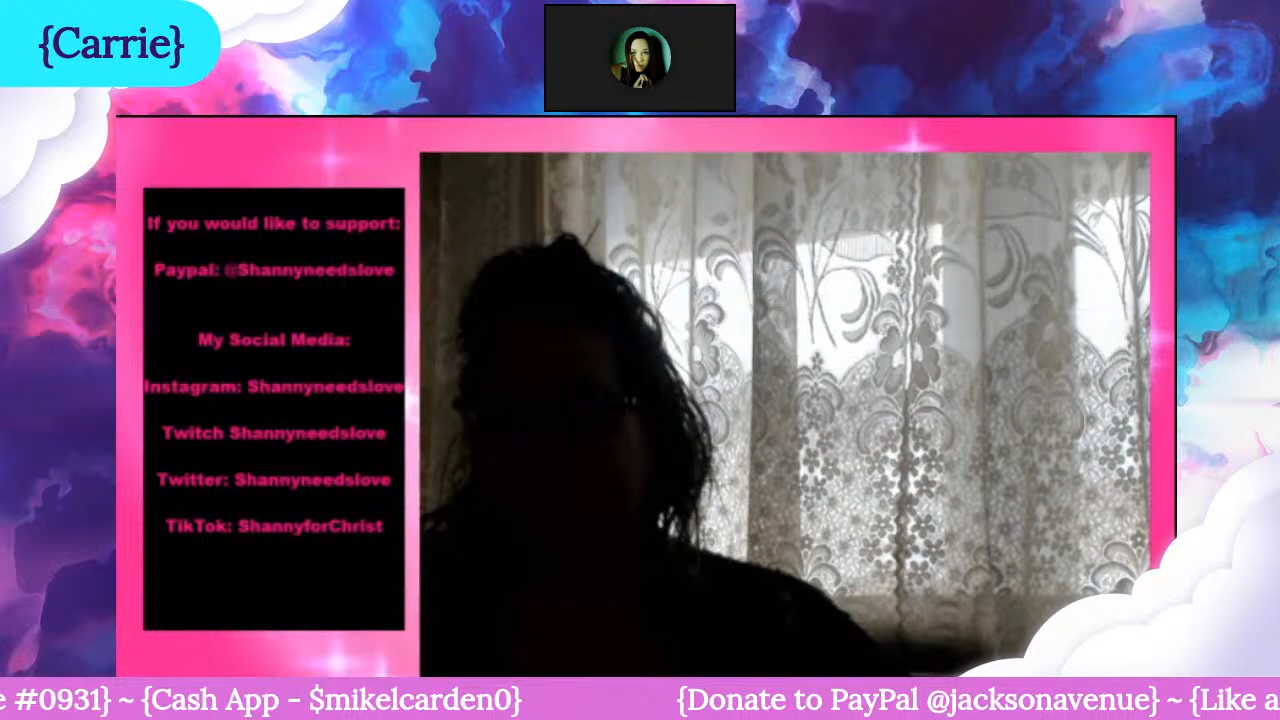 {Carrie}
If you would like to support:
Paypal: @Shannyneedslove
My Social Media:
Instagram: Shannyneedslove
Twitch Shannyneedslove
Twitter: Shannyneedslove
TikTok: ShannyforChrist
e #0931} ~ {Cash App - $mikelcarden0} {Donate to PayPal @jacksonavenue} ~ {Like a